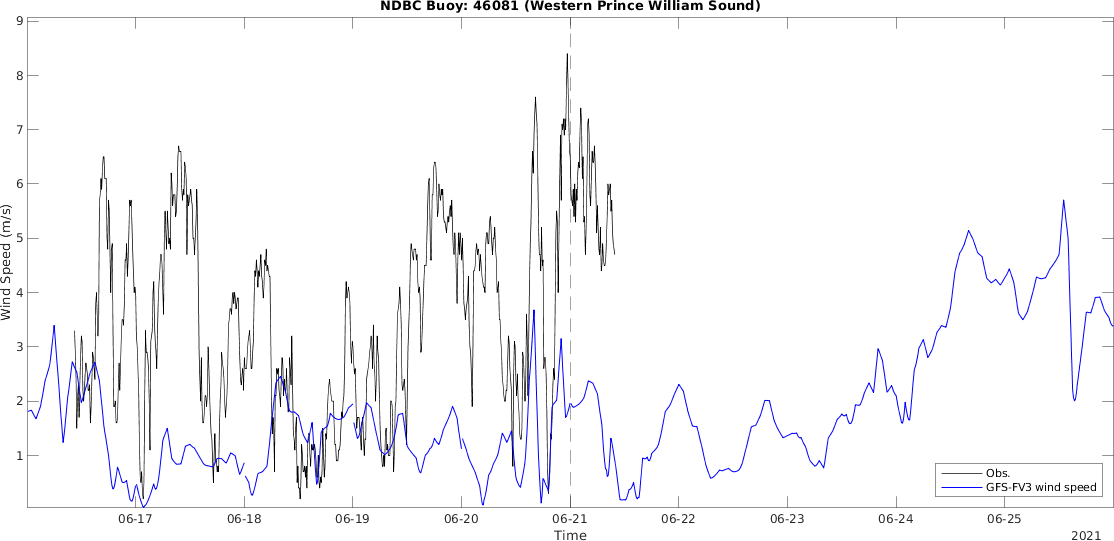 NDBC Buoy: 46081 (Western Prince William Sound)
9
8
7
6
5
4
3
2
1
Wind Speed (m/s)
Obs.
GFS-FV3 wind speed
06-17 06-18 06-19 06-20 06-21 06-22 06-23 06-24 06-25
Time
2021